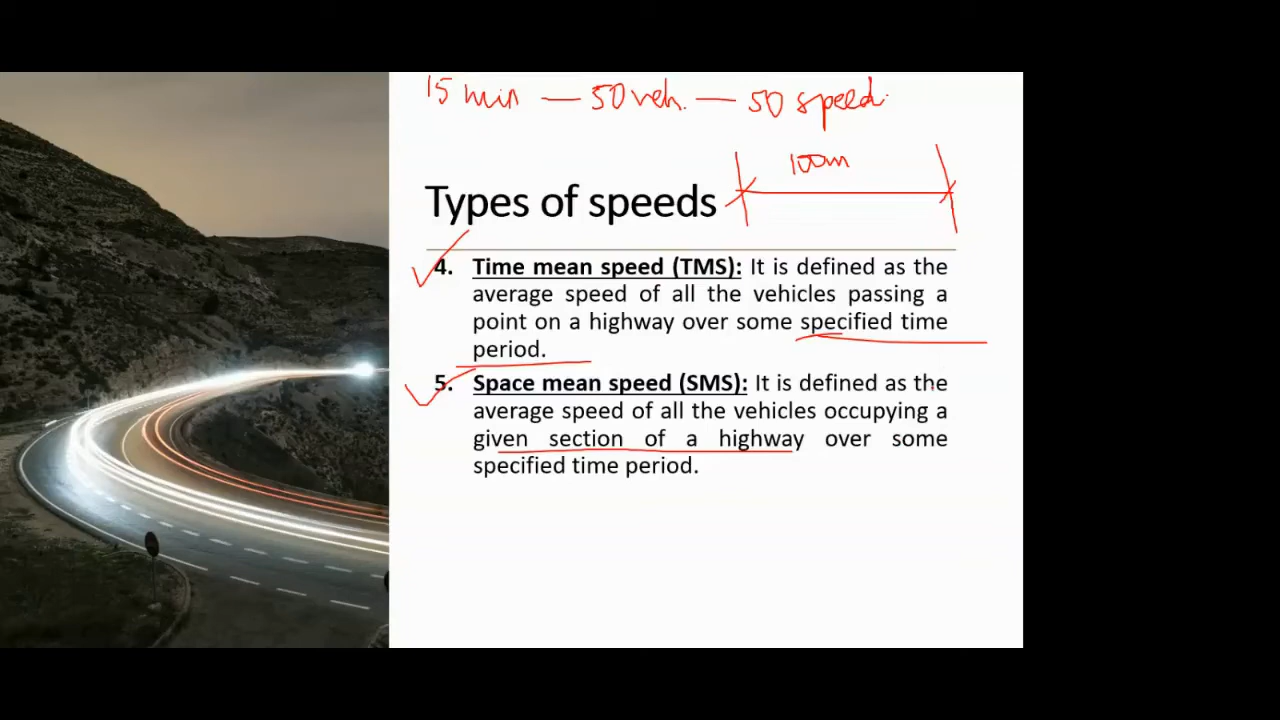 15 min — 50 veh. — 50 speed.
100m
Types of speeds
4. Time mean speed (TMS): It is defined as the
average speed of all the vehicles passing a
point on a highway over some specified time
period.
5. Space mean speed (SMS): It is defined as the
average speed of all the vehicles occupying a
given section of a highway over some
specified time period.